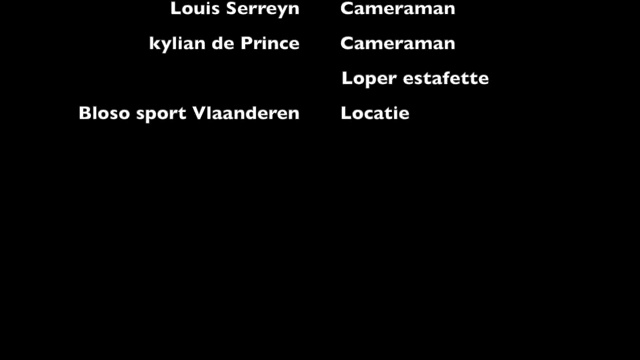 Louis Serreyn Cameraman
kylian de Prince Cameraman
Loper estafette
Bloso sport Vlaanderen Locatie